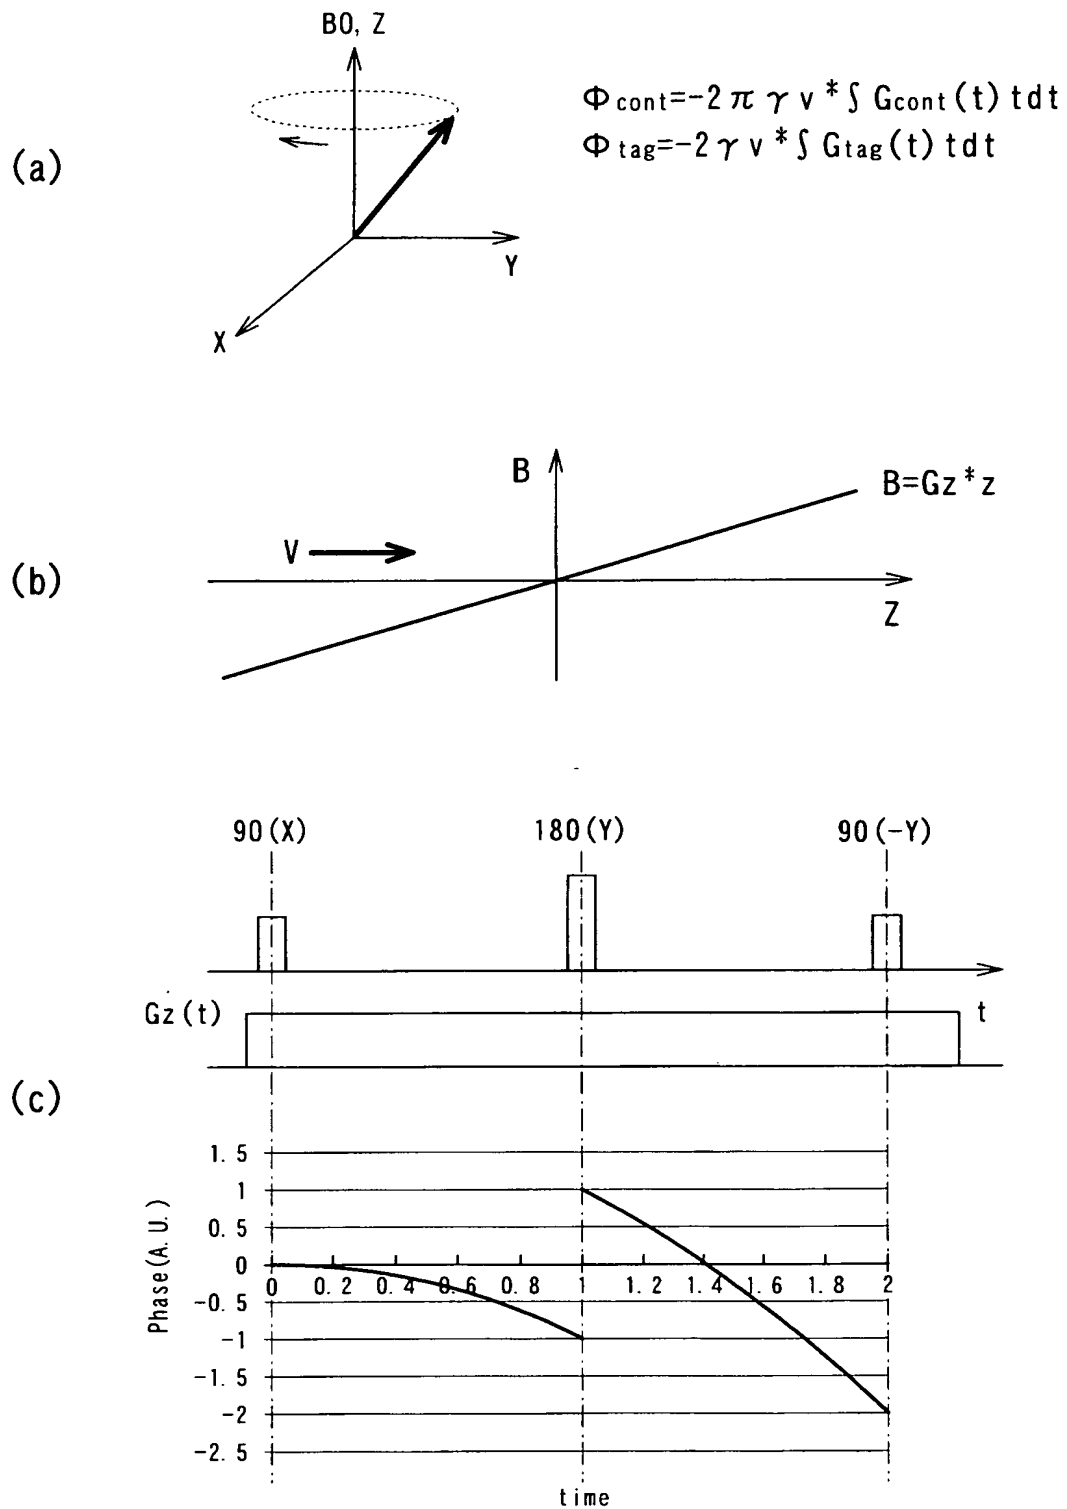 B0, Z
Φcont=-2πγv*∫Gcont(t)tdt
Φtag=-2γv*∫Gtag(t)tdt
(a)
Y
X
B
B=Gz*z
V
(b)
Z
90(X) 180(Y) 90(-Y)
Gz(t) t
(c)
1.5
1
0.5
0
0 0.2 0.4 0.6 0.8 1 1.2 1.4 1.6 1.8 2
-0.5
-1
-1.5
-2
-2.5
Phase(A.U.)
time